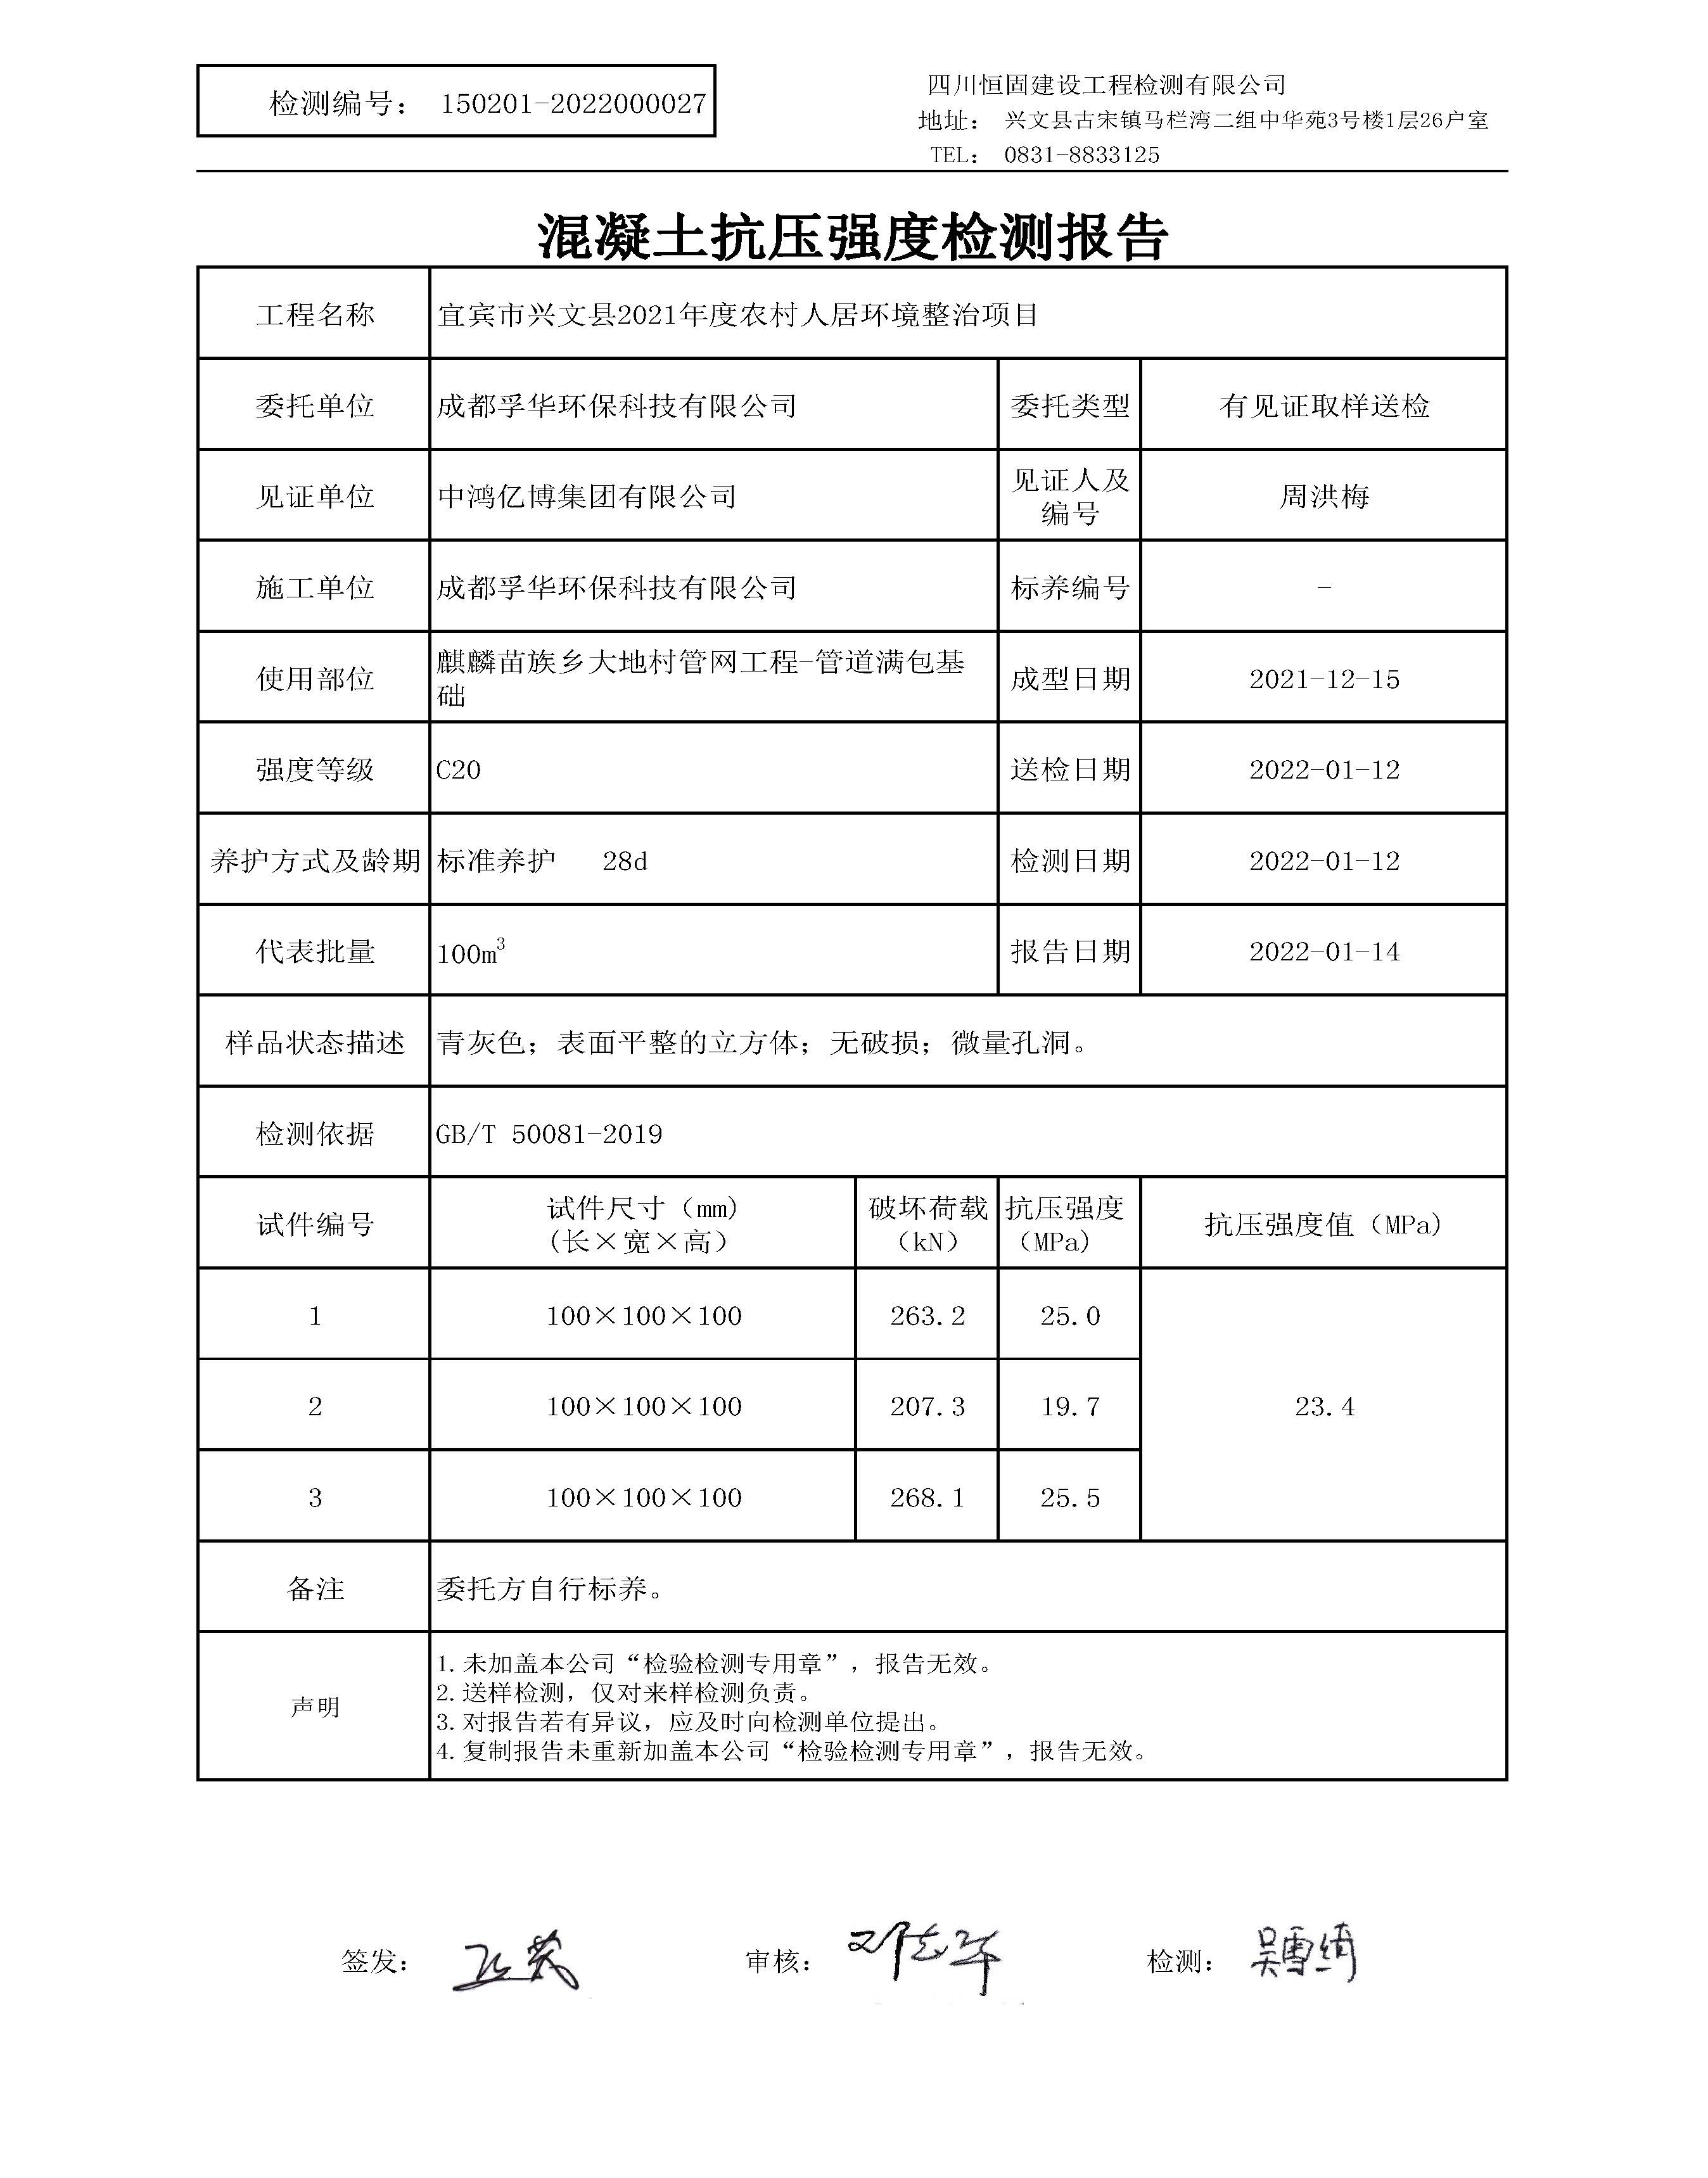 检测编号： 150201-2022000027
四川恒固建设工程检测有限公司
地址： 兴文县古宋镇马栏湾二组中华苑3号楼1层26户室
TEL： 0831-8833125
混凝土抗压强度检测报告
工程名称 宜宾市兴文县2021年度农村人居环境整治项目
委托单位 成都孚华环保科技有限公司 委托类型 有见证取样送检
见证单位 中鸿亿博集团有限公司 见证人及编号 周洪梅
施工单位 成都孚华环保科技有限公司 标养编号 -
使用部位 麒麟苗族乡大地村管网工程-管道满包基础 成型日期 2021-12-15
强度等级 C20 送检日期 2022-01-12
养护方式及龄期 标准养护 28d 检测日期 2022-01-12
代表批量 100m³ 报告日期 2022-01-14
样品状态描述 青灰色；表面平整的立方体；无破损；微量孔洞。
检测依据 GB/T 50081-2019
试件编号 试件尺寸（mm)（长×宽×高） 破坏荷载（kN） 抗压强度（MPa) 抗压强度值（MPa)
1 100×100×100 263.2 25.0
2 100×100×100 207.3 19.7 23.4
3 100×100×100 268.1 25.5
备注 委托方自行标养。
声明
1.未加盖本公司“检验检测专用章”，报告无效。
2.送样检测，仅对来样检测负责。
3.对报告若有异议，应及时向检测单位提出。
4.复制报告未重新加盖本公司“检验检测专用章”，报告无效。
签发： 审核： 检测： 吴雪绮